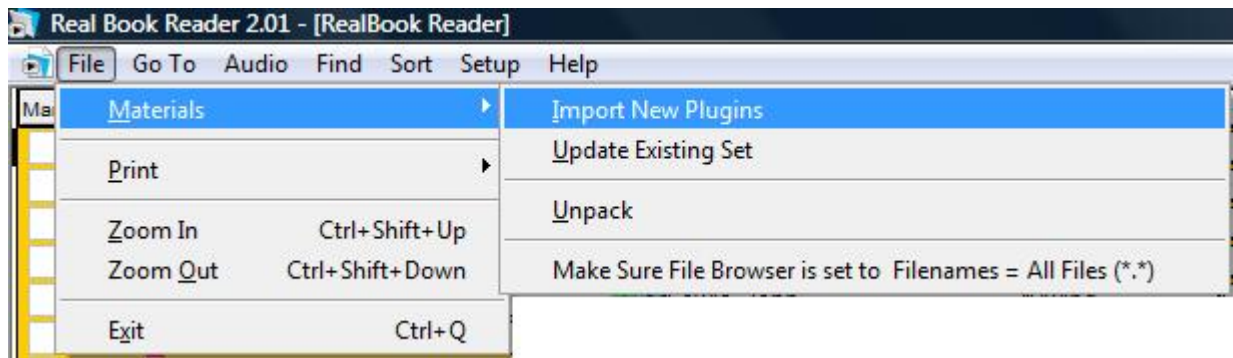 Real Book Reader 2.01 - [RealBook Reader]
File Go To Audio Find Sort Setup Help
Materials
Print
Zoom In Ctrl+Shift+Up
Zoom Out Ctrl+Shift+Down
Exit Ctrl+Q
Import New Plugins
Update Existing Set
Unpack
Make Sure File Browser is set to Filenames = All Files (*.*)